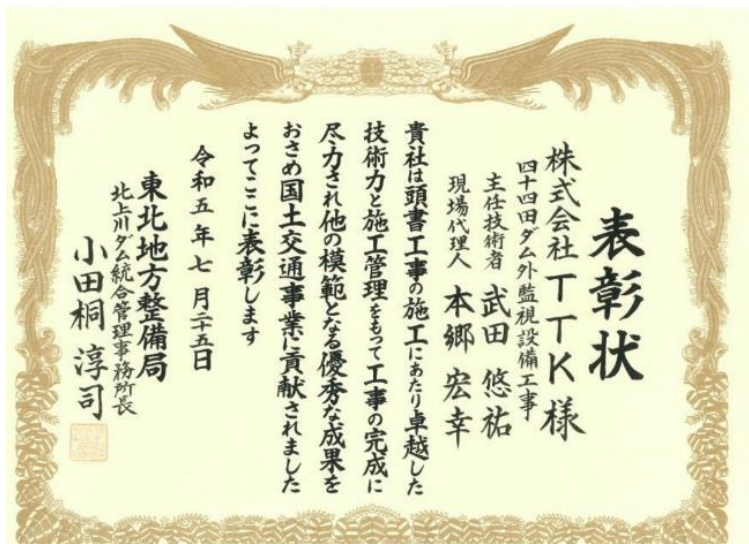 表彰状
株式会社TTK様
四十四田ダム外監視設備工事
主任技術者 武田 悠祐
現場代理人 本郷 宏幸
貴社は頭書工事の施工にあたり卓越した
技術力と施工管理をもって工事の完成に
尽力され他の模範となる優秀な成果を
おさめ国土交通事業に貢献されました
よってここに表彰します
令和五年七月二十五日
東北地方整備局
北上川ダム統合管理事務所長
小田桐 淳司